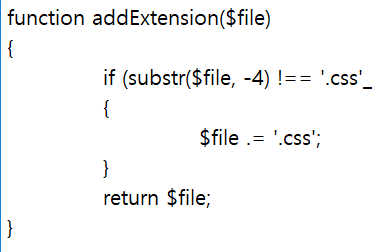 function addExtension($file)
{
if (substr($file, -4) !== '.css'_
{
$file .= '.css';
}
return $file;
}